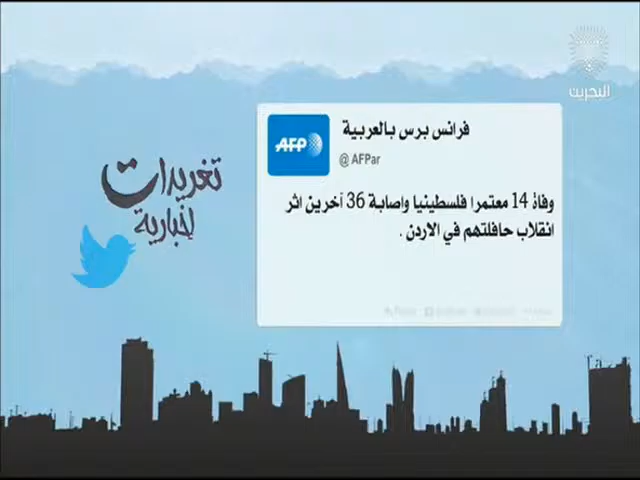 البحرين
فرانس برس بالعربية
AFP
@ AFPar
تغريدات
إخبارية
وفاة 14 معتمرا فلسطينيا واصابة 36 آخرين اثر
انقلاب حافلتهم في الاردن .